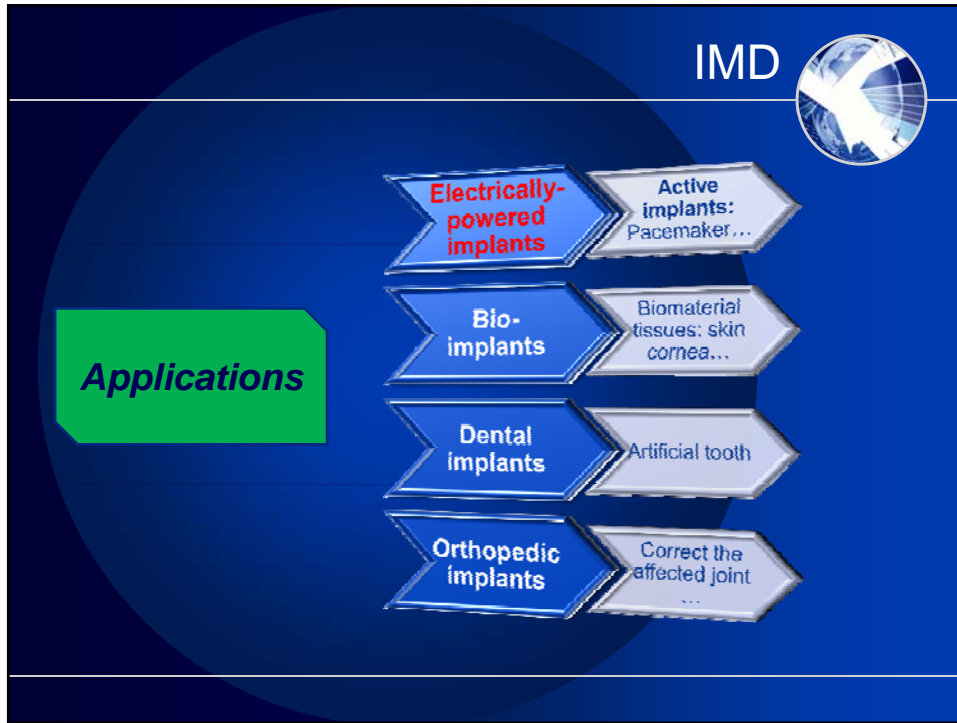 IMD
Applications
Electrically-
powered
implants
Active
implants:
Pacemaker…
Bio-
implants
Biomaterial
tissues: skin
cornea…
Dental
implants
Artificial tooth
Orthopedic
implants
Correct the
affected joint
…